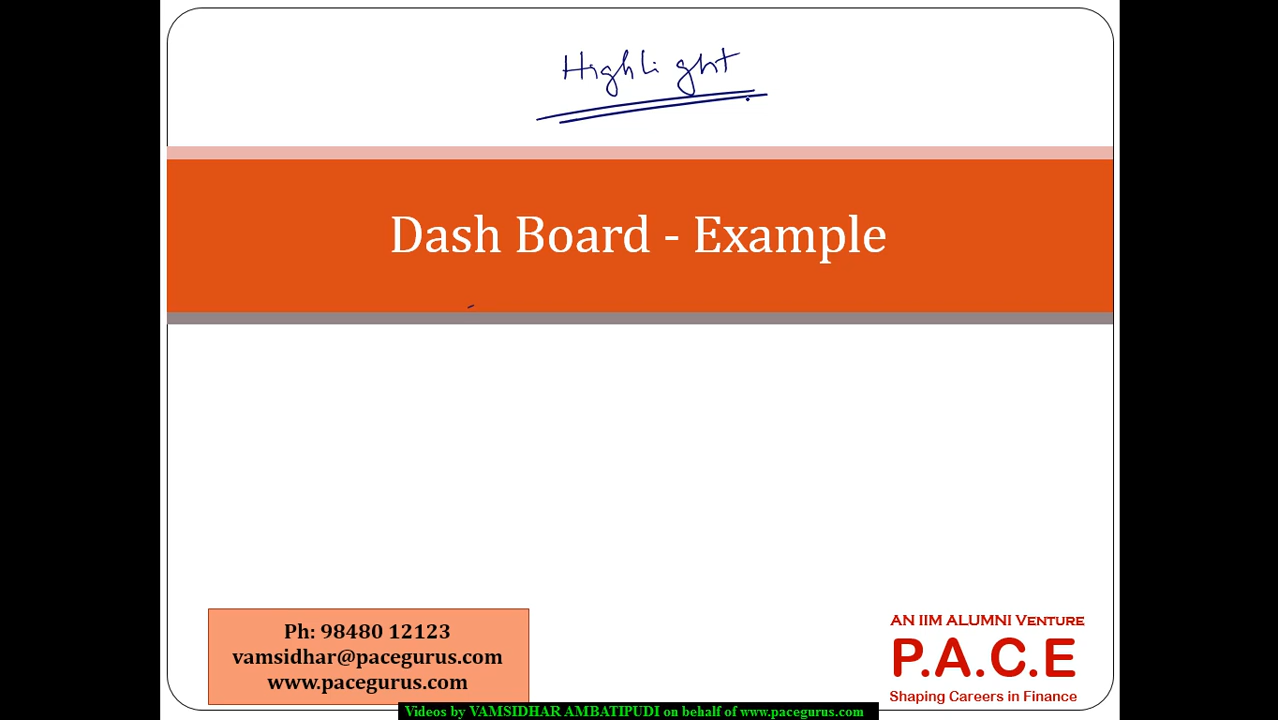 Highlight
Dash Board - Example
Ph: 98480 12123
vamsidhar@pacegurus.com
www.pacegurus.com
AN IIM ALUMNI VENTURE
P.A.C.E
Shaping Careers in Finance
Videos by VAMSIDHAR AMBATIPUDI on behalf of www.pacegurus.com